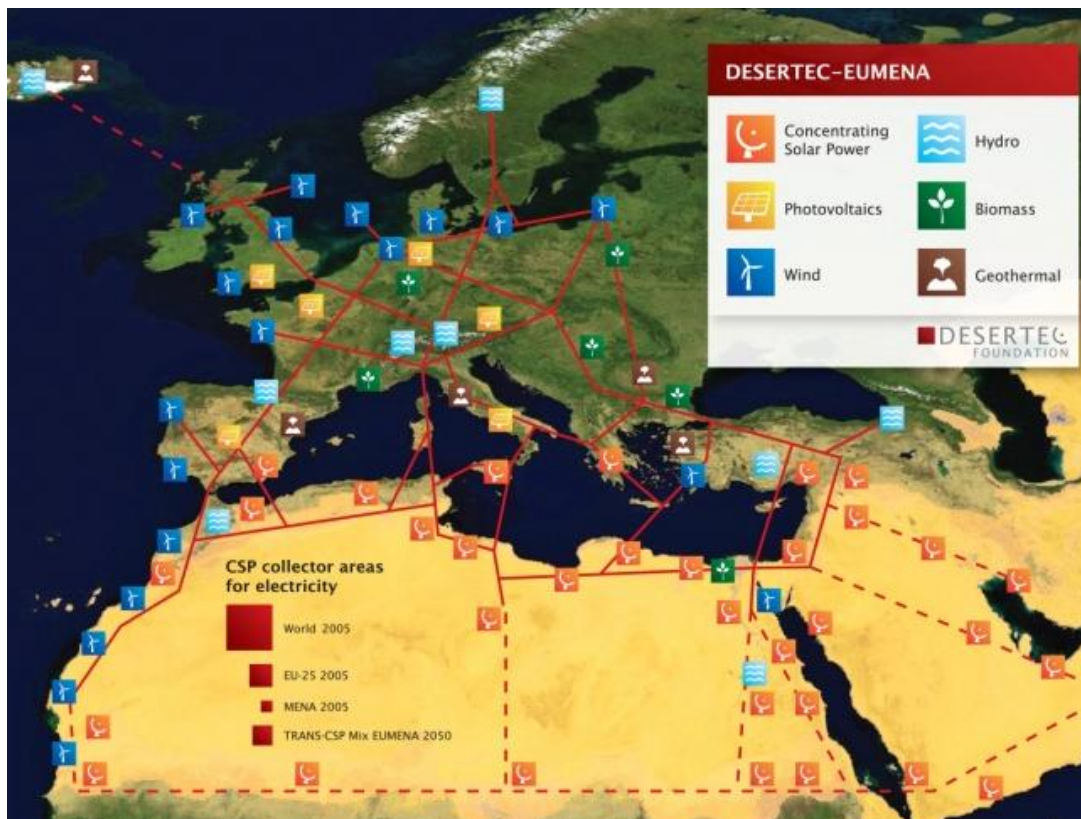 DESERTEC-EUMENA
Concentrating
Solar Power
Hydro
Photovoltaics
Biomass
Wind
Geothermal
DESERTEC
FOUNDATION
CSP collector areas
for electricity
World 2005
EU-25 2005
MENA 2005
TRANS-CSP Mix EUMENA 2050